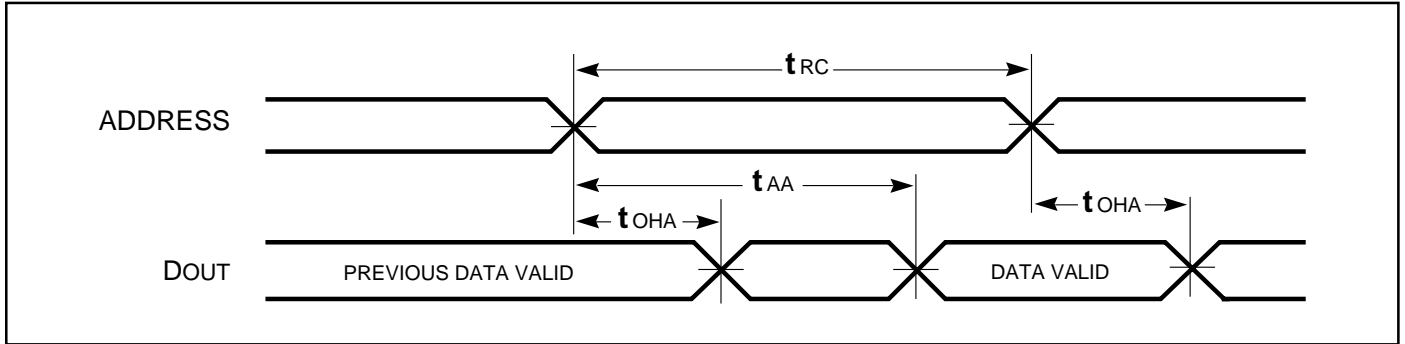 tRC
ADDRESS
tAA
tOHA
tOHA
DOUT
PREVIOUS DATA VALID
DATA VALID